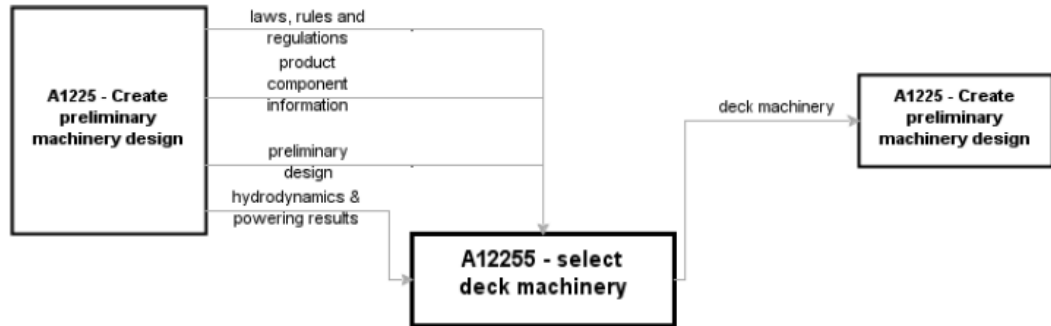 laws, rules and
regulations
product
component
information
A1225 - Create
preliminary
machinery design
preliminary
design
hydrodynamics &
powering results
A12255 - select
deck machinery
deck machinery
A1225 - Create
preliminary
machinery design